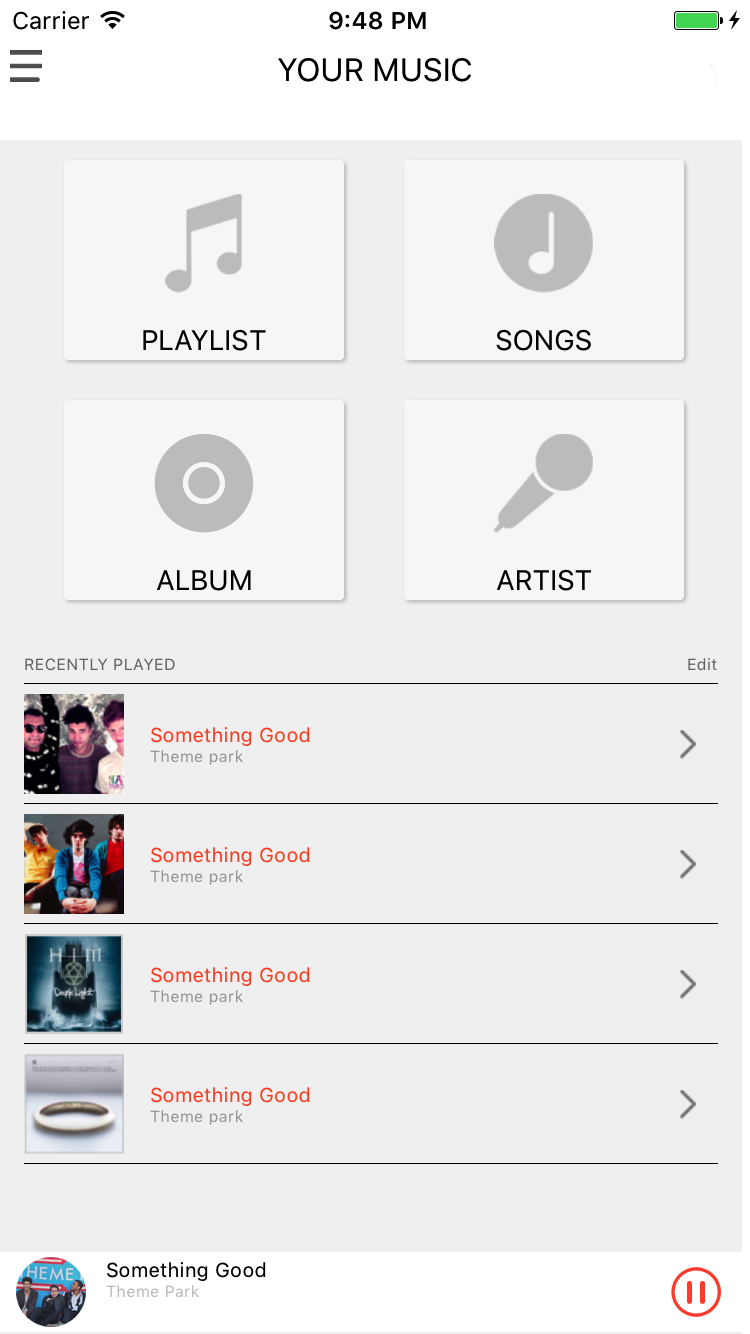 Carrier 9:48 PM
YOUR MUSIC
PLAYLIST SONGS
ALBUM ARTIST
RECENTLY PLAYED Edit
Something Good
Theme park
Something Good
Theme park
HIM
Dark Light
Something Good
Theme park
Something Good
Theme park
THEME
Something Good
Theme Park